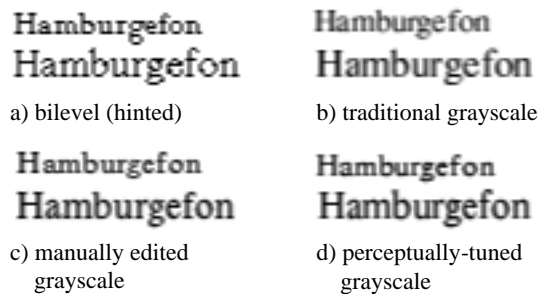 Hamburgefon
Hamburgefon
a) bilevel (hinted)
Hamburgefon
Hamburgefon
b) traditional grayscale
Hamburgefon
Hamburgefon
c) manually edited
grayscale
Hamburgefon
Hamburgefon
d) perceptually-tuned
grayscale